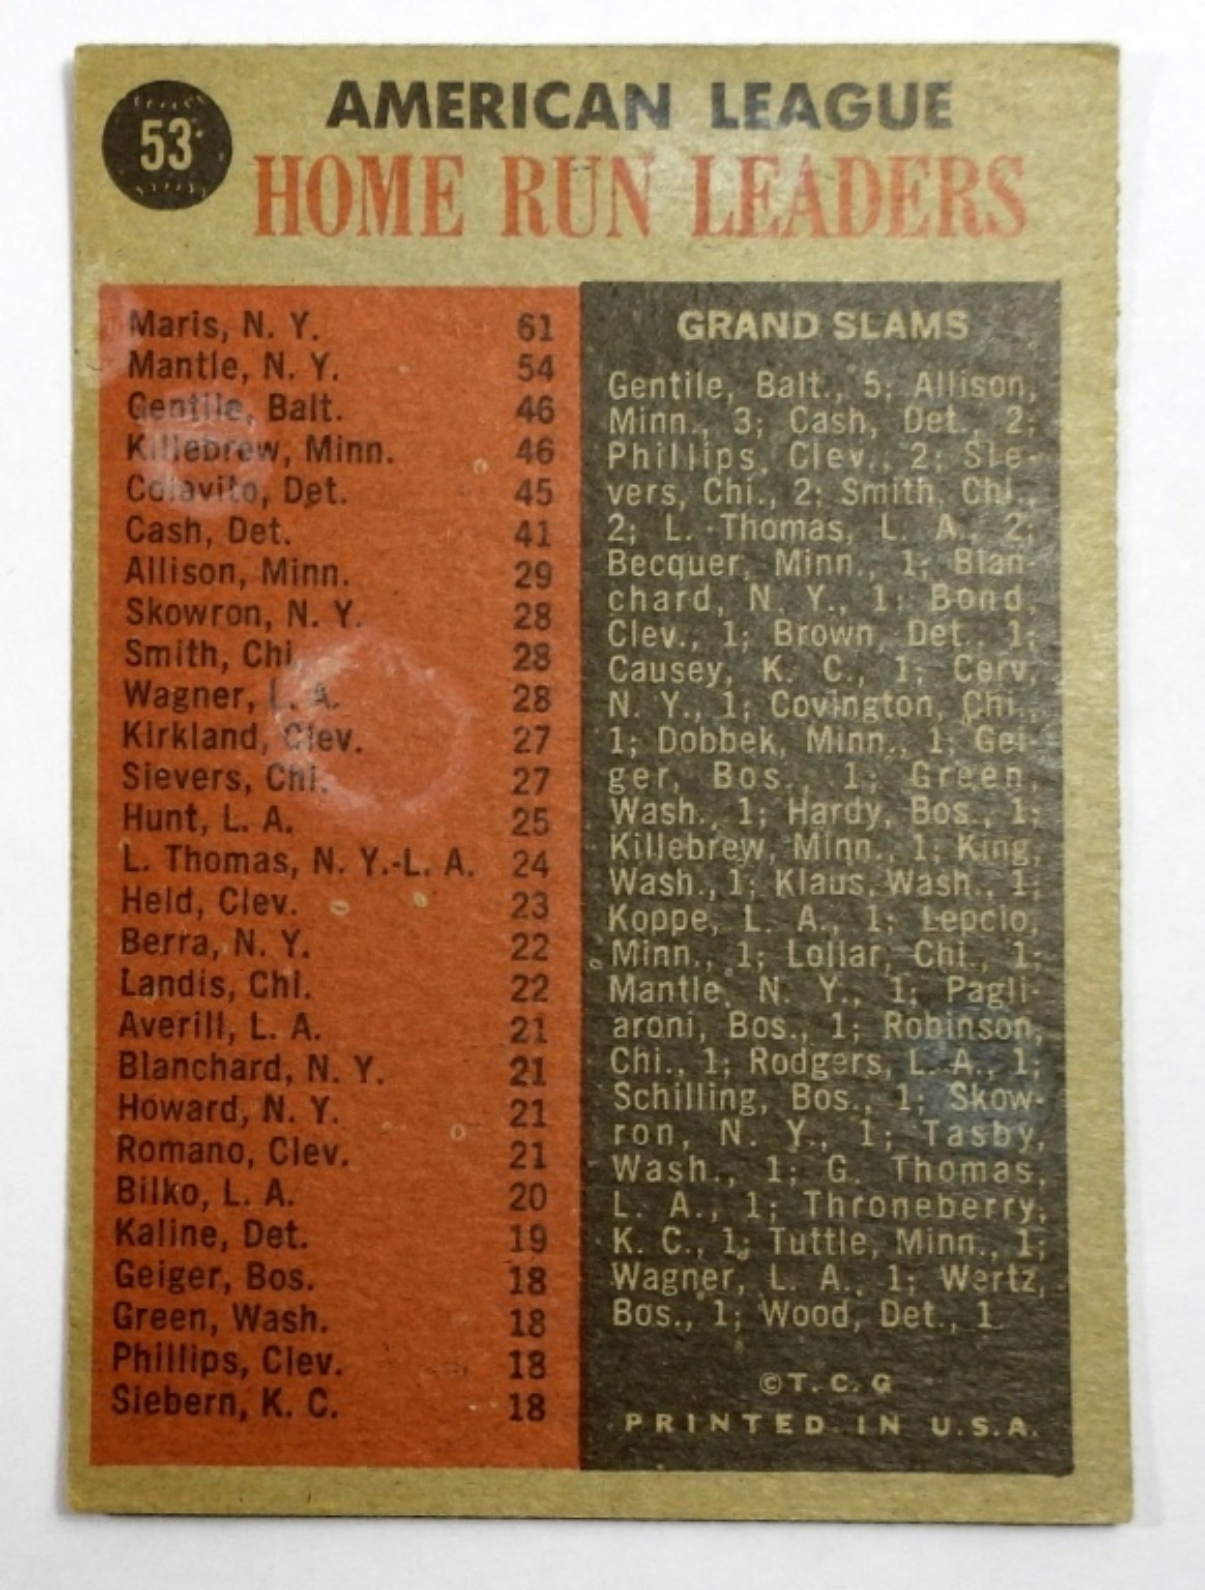 53
AMERICAN LEAGUE
HOME RUN LEADERS
Maris, N. Y. 61
Mantle, N. Y. 54
Gentile, Balt. 46
Killebrew, Minn. 46
Colavito, Det. 45
Cash, Det. 41
Allison, Minn. 29
Skowron, N. Y. 28
Smith, Chi. 28
Wagner, L. A. 28
Kirkland, Clev. 27
Sievers, Chi. 27
Hunt, L. A. 25
L. Thomas, N. Y.-L. A. 24
Held, Clev. 23
Berra, N. Y. 22
Landis, Chi. 22
Averill, L. A. 21
Blanchard, N. Y. 21
Howard, N. Y. 21
Romano, Clev. 21
Bilko, L. A. 20
Kaline, Det. 19
Geiger, Bos. 18
Green, Wash. 18
Phillips, Clev. 18
Siebern, K. C. 18
GRAND SLAMS
Gentile, Balt., 5; Allison,
Minn., 3; Cash, Det., 2;
Phillips, Clev., 2; Sie-
vers, Chi., 2; Smith, Chi.,
2; L. Thomas, L. A., 2;
Becquer, Minn., 1; Blan-
chard, N. Y., 1; Bond,
Clev., 1; Brown, Det., 1;
Causey, K. C., 1; Cerv,
N. Y., 1; Covington, Chi.,
1; Dobbek, Minn., 1; Gei-
ger, Bos., 1; Green,
Wash., 1; Hardy, Bos., 1;
Killebrew, Minn., 1; King,
Wash., 1; Klaus, Wash., 1;
Koppe, L. A., 1; Lepcio,
Minn., 1; Lollar, Chi., 1;
Mantle, N. Y., 1; Pagli-
aroni, Bos., 1; Robinson,
Chi., 1; Rodgers, L. A., 1;
Schilling, Bos., 1; Skow-
ron, N. Y., 1; Tasby,
Wash., 1; G. Thomas,
L. A., 1; Throneberry,
K. C., 1; Tuttle, Minn., 1;
Wagner, L. A., 1; Wertz,
Bos., 1; Wood, Det., 1
©T. C. G
PRINTED IN U.S.A.